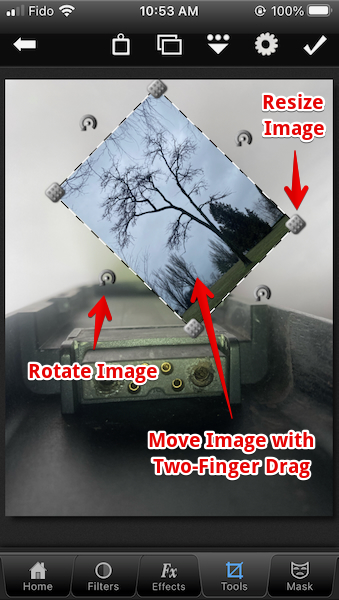 Fido
10:53 AM
100%
Resize
Image
Rotate Image
Move Image with
Two-Finger Drag
Home
Filters
Fx
Effects
Tools
Mask